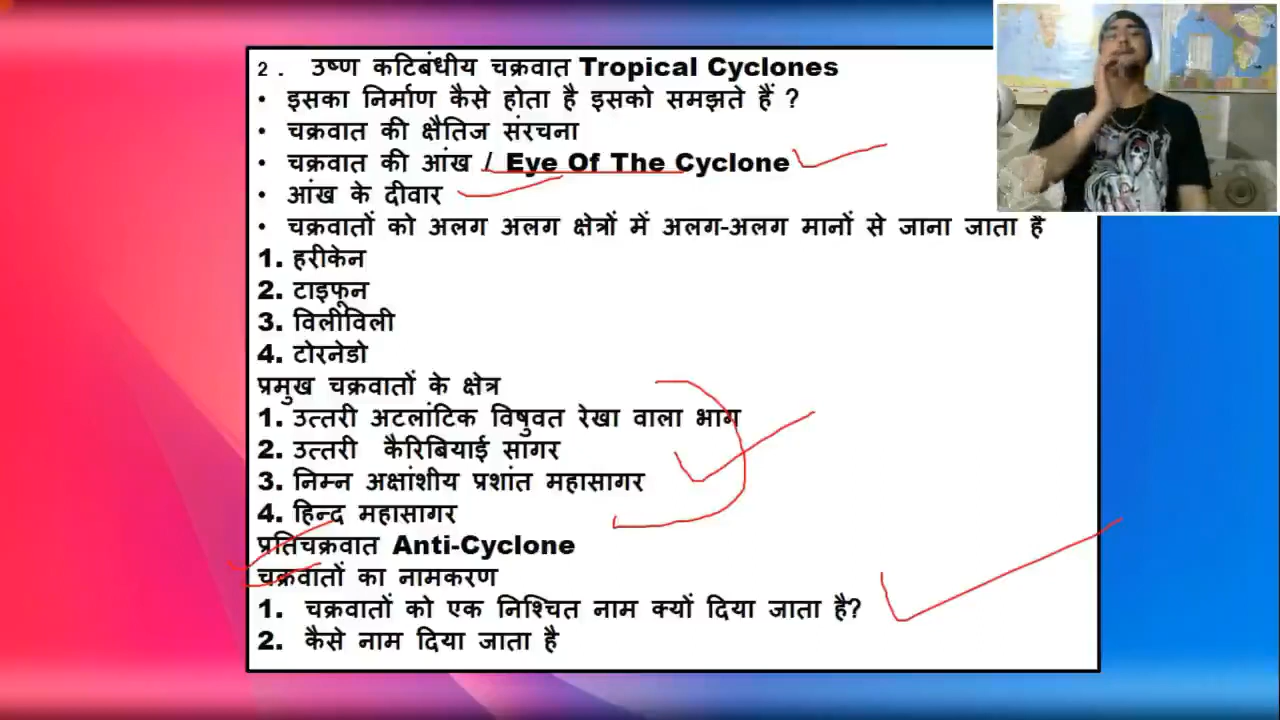 2 . उष्ण कटिबंधीय चक्रवात Tropical Cyclones
• इसका निर्माण कैसे होता है इसको समझते हैं ?
• चक्रवात की क्षैतिज संरचना
• चक्रवात की आंख / Eye Of The Cyclone
• आंख के दीवार
• चक्रवातों को अलग अलग क्षेत्रों में अलग-अलग मानों से जाना जाता है
1. हरीकेन
2. टाइफून
3. विलीविली
4. टोरनेडो
प्रमुख चक्रवातों के क्षेत्र
1. उत्तरी अटलांटिक विषुवत रेखा वाला भाग
2. उत्तरी कैरिबियाई सागर
3. निम्न अक्षांशीय प्रशांत महासागर
4. हिन्द महासागर
प्रतिचक्रवात Anti-Cyclone
चक्रवातों का नामकरण
1. चक्रवातों को एक निश्चित नाम क्यों दिया जाता है?
2. कैसे नाम दिया जाता है